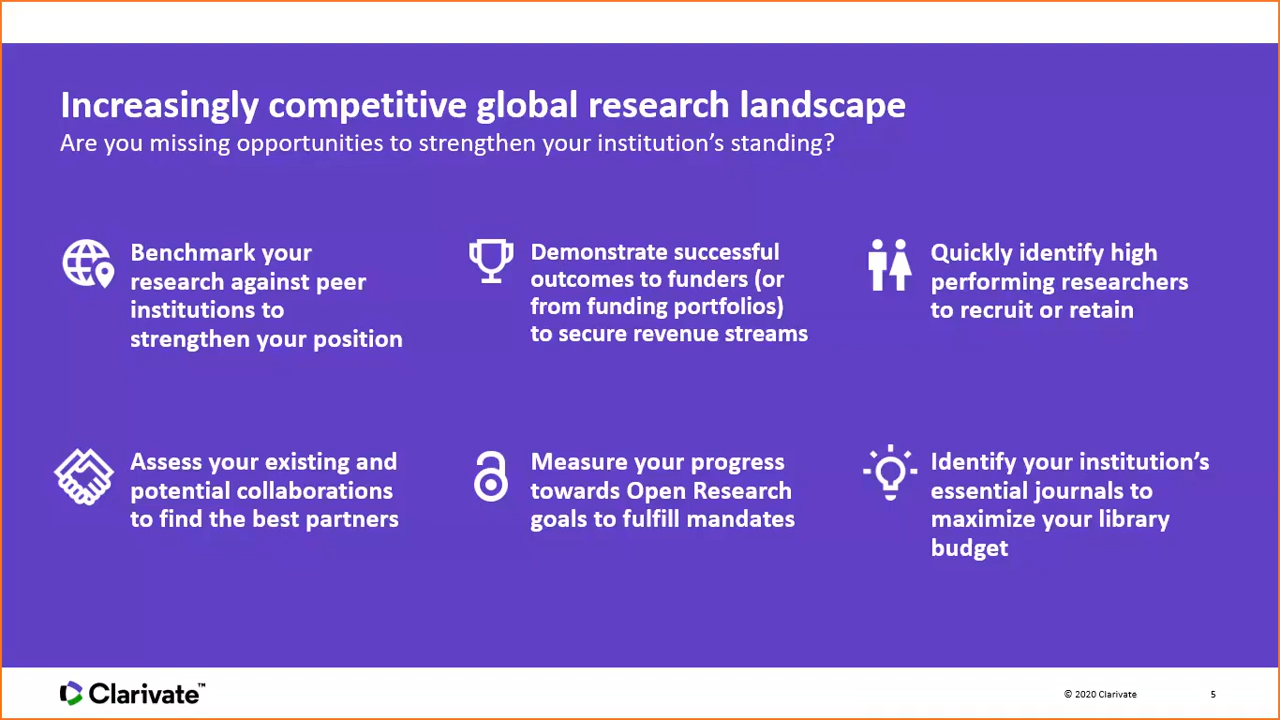 Increasingly competitive global research landscape
Are you missing opportunities to strengthen your institution's standing?
Benchmark your
research against peer
institutions to
strengthen your position
Demonstrate successful
outcomes to funders (or
from funding portfolios)
to secure revenue streams
Quickly identify high
performing researchers
to recruit or retain
Assess your existing and
potential collaborations
to find the best partners
Measure your progress
towards Open Research
goals to fulfill mandates
Identify your institution's
essential journals to
maximize your library
budget
Clarivate™
© 2020 Clarivate
5